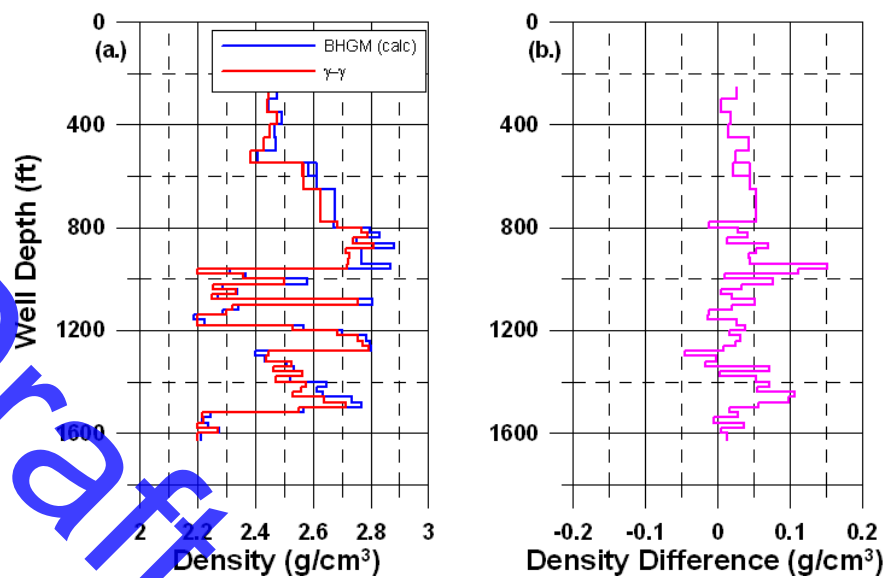 0
(a.)
BHGM (calc)
γ–γ
400
800
1200
1600
Well Depth (ft)
2 2.2 2.4 2.6 2.8 3
Density (g/cm³)
0
(b.)
400
800
1200
1600
-0.2 -0.1 0 0.1 0.2
Density Difference (g/cm³)
Draft